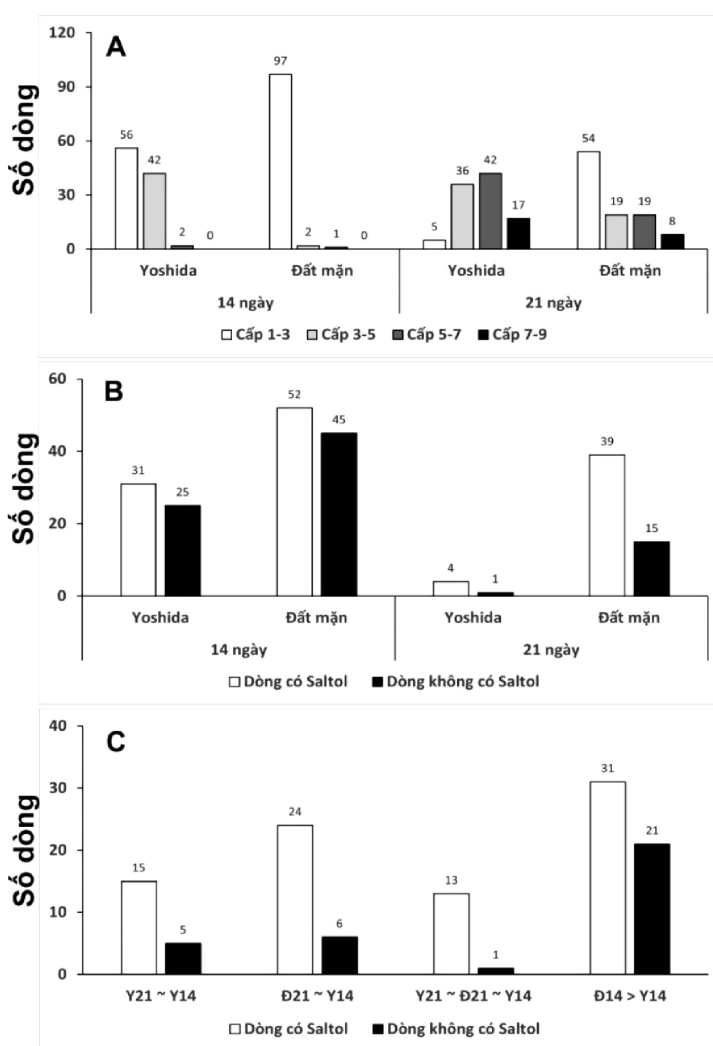 A
Số dòng
120
90
60
30
0
56
42
2
0
97
2
1
0
5
36
42
17
54
19
19
8
Yoshida
Đất mặn
Yoshida
Đất mặn
14 ngày
21 ngày
Cấp 1-3 Cấp 3-5 Cấp 5-7 Cấp 7-9
B
Số dòng
60
40
20
0
31
25
52
45
4
1
39
15
Yoshida
Đất mặn
Yoshida
Đất mặn
14 ngày
21 ngày
Dòng có Saltol Dòng không có Saltol
C
Số dòng
40
30
20
10
0
15
5
24
6
13
1
31
21
Y21 ~ Y14
Đ21 ~ Y14
Y21 ~ Đ21 ~ Y14
Đ14 > Y14
Dòng có Saltol Dòng không có Saltol